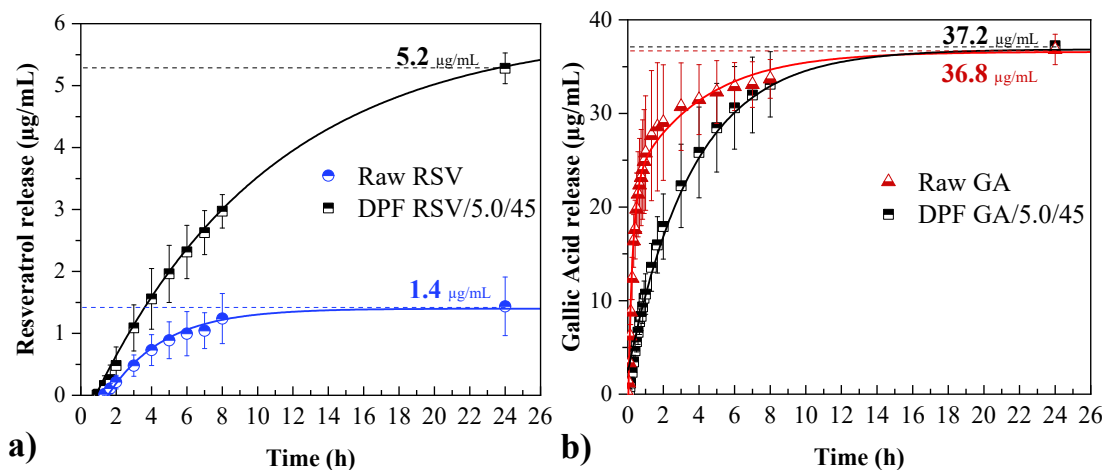 6
5
4
3
2
1
0
Resveratrol release (µg/mL)
5.2 µg/mL
Raw RSV
DPF RSV/5.0/45
1.4 µg/mL
0 2 4 6 8 10 12 14 16 18 20 22 24 26
Time (h)
a)
40
30
20
10
0
Gallic Acid release (µg/mL)
37.2 µg/mL
36.8 µg/mL
Raw GA
DPF GA/5.0/45
0 2 4 6 8 10 12 14 16 18 20 22 24 26
Time (h)
b)